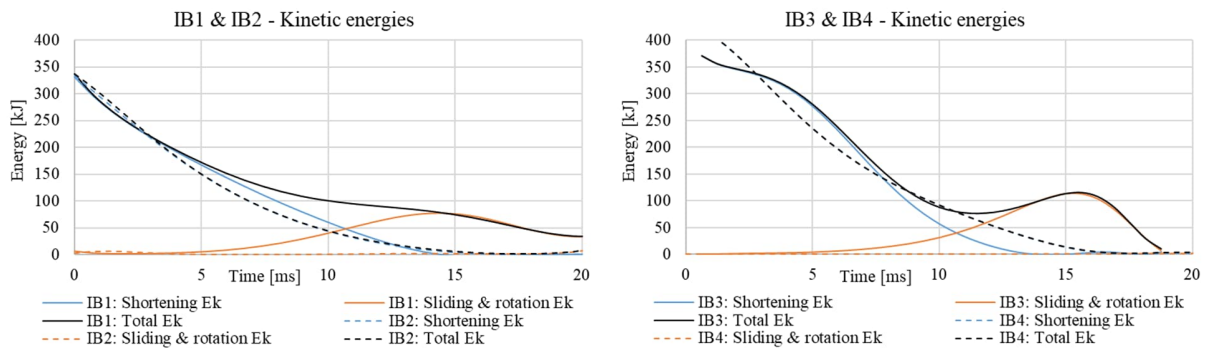 IB1 & IB2 - Kinetic energies
Energy [kJ]
400
350
300
250
200
150
100
50
0
0 5 10 15 20
Time [ms]
IB1: Shortening Ek IB1: Sliding & rotation Ek
IB1: Total Ek IB2: Shortening Ek
IB2: Sliding & rotation Ek IB2: Total Ek
IB3 & IB4 - Kinetic energies
Energy [kJ]
400
350
300
250
200
150
100
50
0
0 5 10 15 20
Time [ms]
IB3: Shortening Ek IB3: Sliding & rotation Ek
IB3: Total Ek IB4: Shortening Ek
IB4: Sliding & rotation Ek IB4: Total Ek